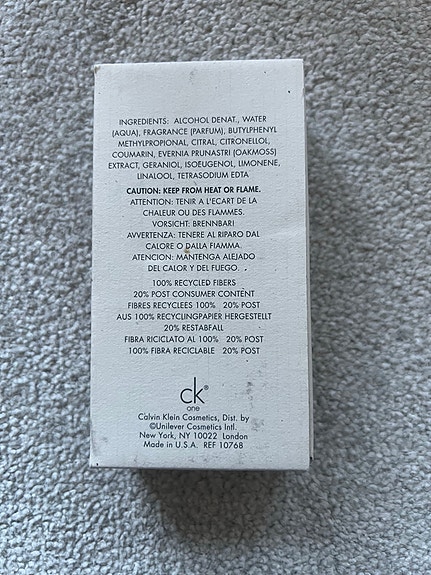 INGREDIENTS: ALCOHOL DENAT., WATER
(AQUA), FRAGRANCE (PARFUM), BUTYLPHENYL
METHYLPROPIONAL, CITRAL, CITRONELLOL,
COUMARIN, EVERNIA PRUNASTRI (OAKMOSS)
EXTRACT, GERANIOL, ISOEUGENOL, LIMONENE,
LINALOOL, TETRASODIUM EDTA
CAUTION: KEEP FROM HEAT OR FLAME.
ATTENTION: TENIR A L'ECART DE LA
CHALEUR OU DES FLAMMES.
VORSICHT: BRENNBAR!
AVVERTENZA: TENERE AL RIPARO DAL
CALORE O DALLA FIAMMA.
ATENCION: MANTENGA ALEJADO
DEL CALOR Y DEL FUEGO.
100% RECYCLED FIBERS
20% POST CONSUMER CONTENT
FIBRES RECYCLEES 100% 20% POST
AUS 100% RECYCLINGPAPIER HERGESTELLT
20% RESTABFALL
FIBRA RICICLATO AL 100% 20% POST
100% FIBRA RECICLABLE 20% POST
ck®
one
Calvin Klein Cosmetics, Dist. by
©Unilever Cosmetics Intl.
New York, NY 10022 London
Made in U.S.A. REF 10768